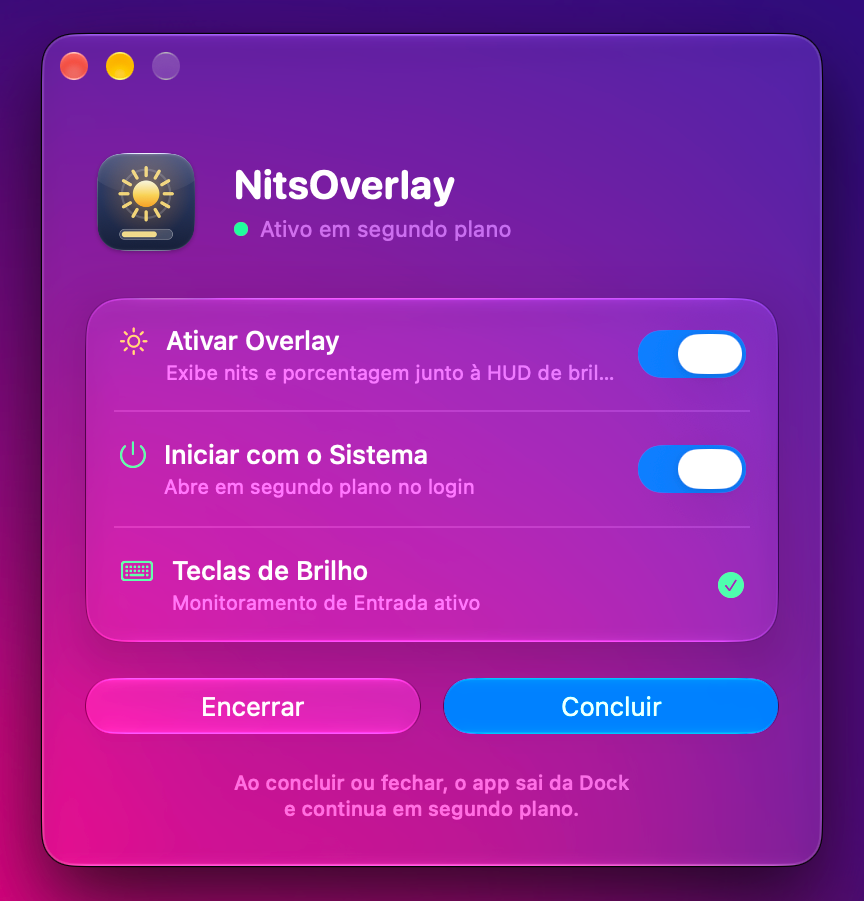 NitsOverlay
Ativo em segundo plano
Ativar Overlay
Exibe nits e porcentagem junto à HUD de bril...
Iniciar com o Sistema
Abre em segundo plano no login
Teclas de Brilho
Monitoramento de Entrada ativo
Encerrar
Concluir
Ao concluir ou fechar, o app sai da Dock
e continua em segundo plano.